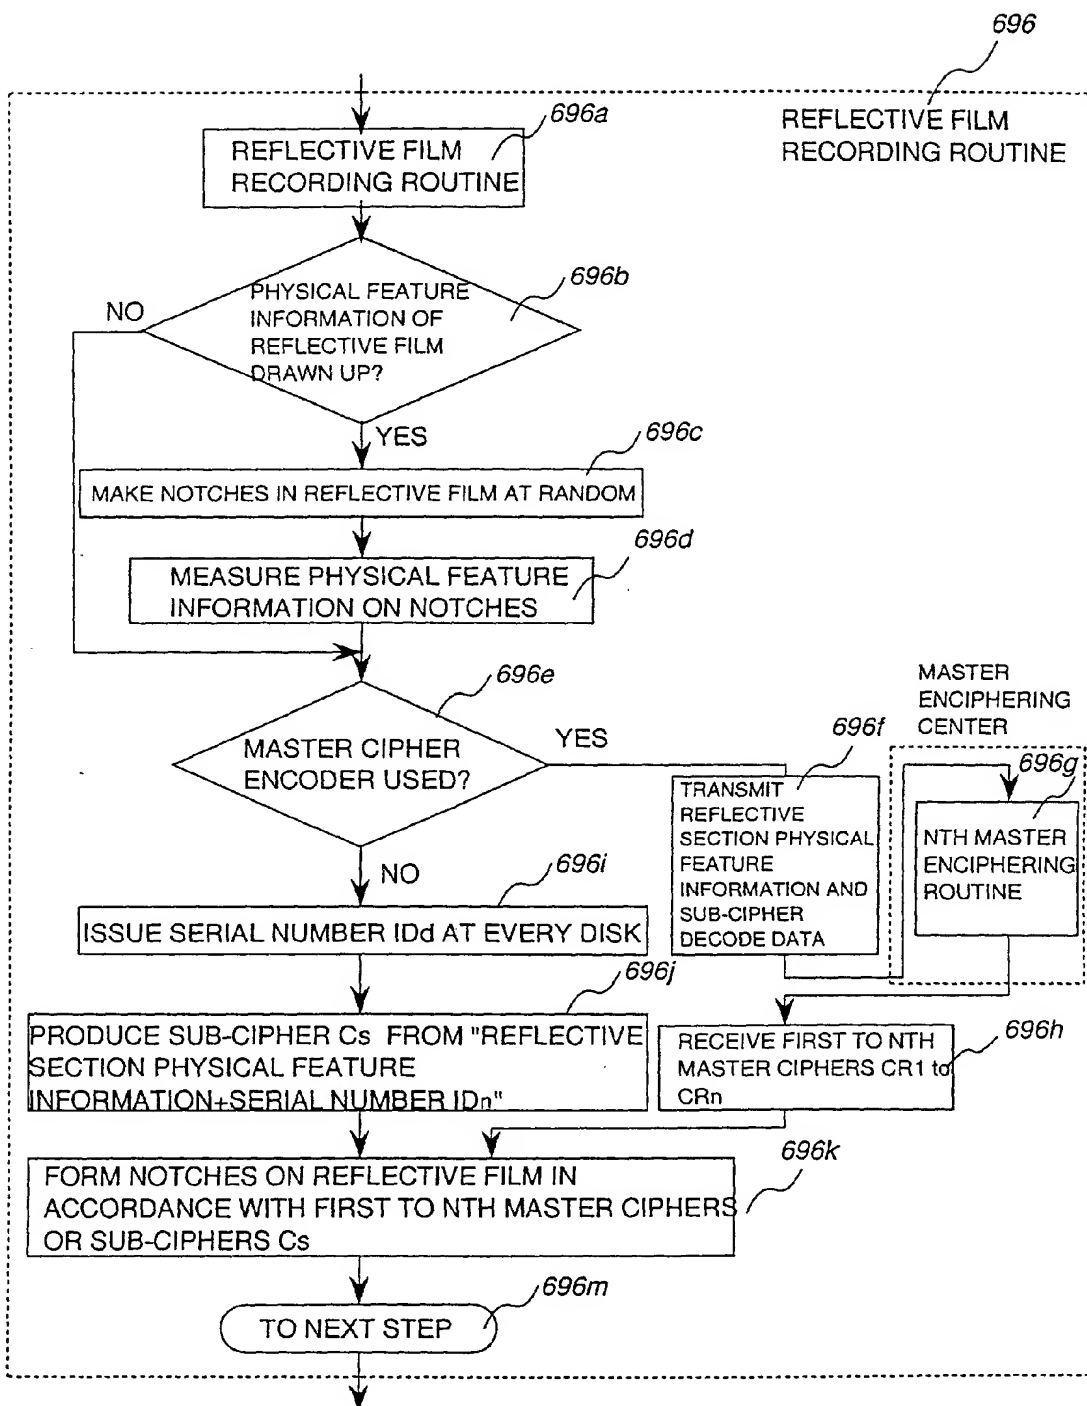 696
REFLECTIVE FILM
RECORDING ROUTINE
696a
REFLECTIVE FILM
RECORDING ROUTINE
696b
PHYSICAL FEATURE
INFORMATION OF
REFLECTIVE FILM
DRAWN UP?
NO
YES
696c
MAKE NOTCHES IN REFLECTIVE FILM AT RANDOM
696d
MEASURE PHYSICAL FEATURE
INFORMATION ON NOTCHES
696e
MASTER CIPHER
ENCODER USED?
YES
NO
696f
TRANSMIT
REFLECTIVE
SECTION PHYSICAL
FEATURE
INFORMATION AND
SUB-CIPHER
DECODE DATA
MASTER
ENCIPHERING
CENTER
696g
NTH MASTER
ENCIPHERING
ROUTINE
696i
ISSUE SERIAL NUMBER IDd AT EVERY DISK
696j
PRODUCE SUB-CIPHER Cs FROM "REFLECTIVE
SECTION PHYSICAL FEATURE
INFORMATION+SERIAL NUMBER IDn"
696h
RECEIVE FIRST TO NTH
MASTER CIPHERS CR1 to
CRn
696k
FORM NOTCHES ON REFLECTIVE FILM IN
ACCORDANCE WITH FIRST TO NTH MASTER CIPHERS
OR SUB-CIPHERS Cs
696m
TO NEXT STEP